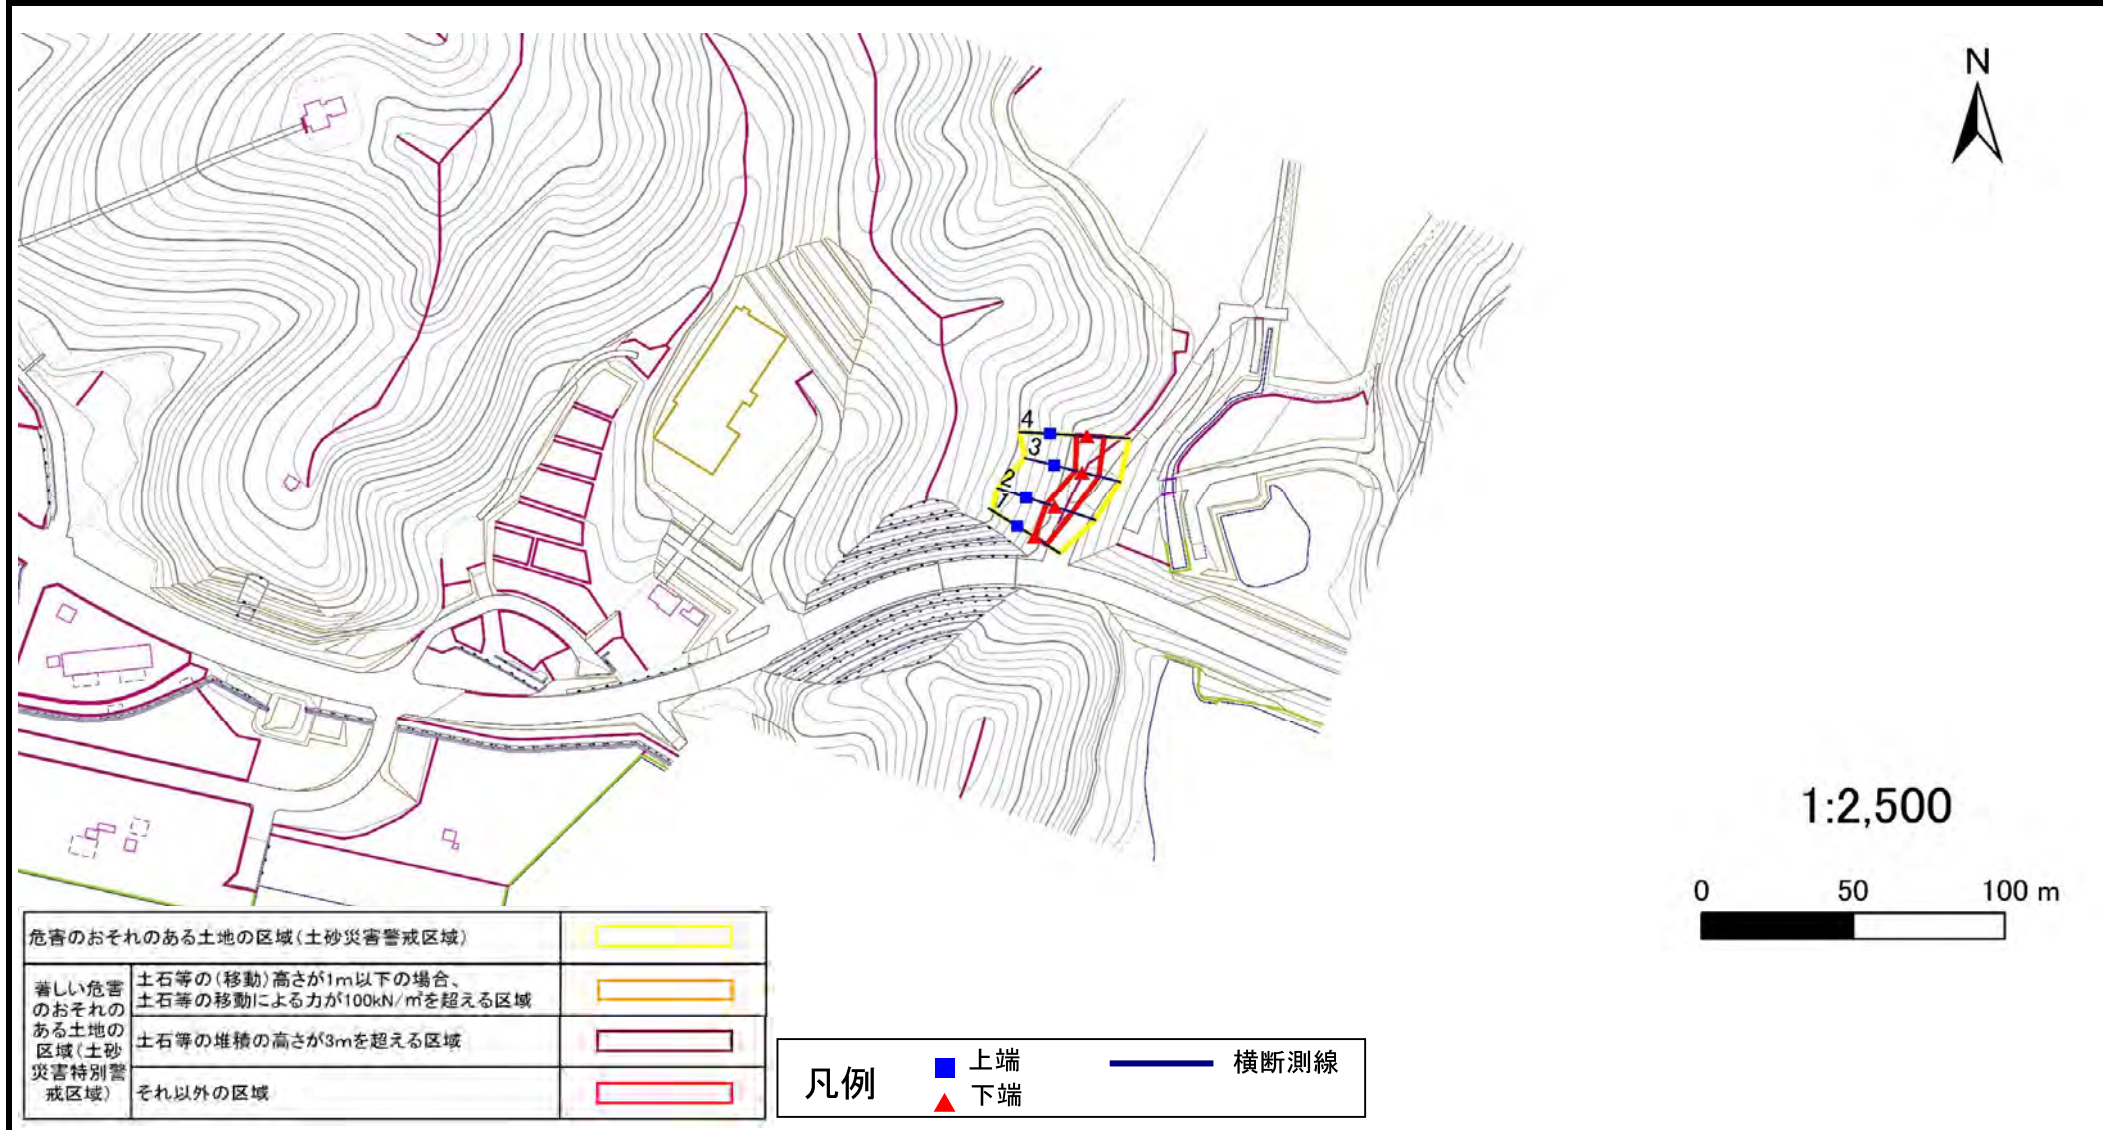 N
4
3
2
1
1:2,500
0 50 100 m
危害のおそれのある土地の区域(土砂災害警戒区域)
著しい危害
のおそれの
ある土地の
区域(土砂
災害特別警
戒区域)
土石等の(移動)高さが1m以下の場合、
土石等の移動による力が100kN/㎡を超える区域
土石等の堆積の高さが3mを超える区域
それ以外の区域
凡例
上端
下端
横断測線